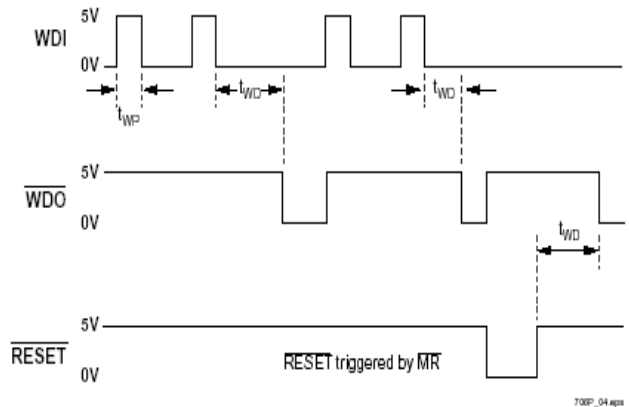 5V
WDI
0V
tWD
tWD
tWP
5V
WDO
0V
tWD
5V
RESET
RESET triggered by MR
0V
706P_04.eps